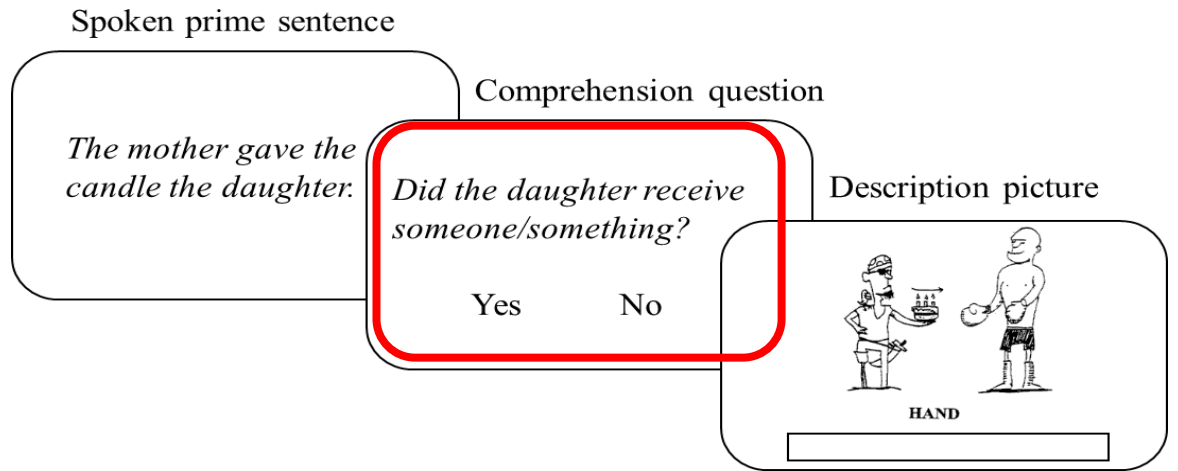 Spoken prime sentence
The mother gave the
candle the daughter.
Comprehension question
Did the daughter receive
someone/something?
Yes No
Description picture
HAND